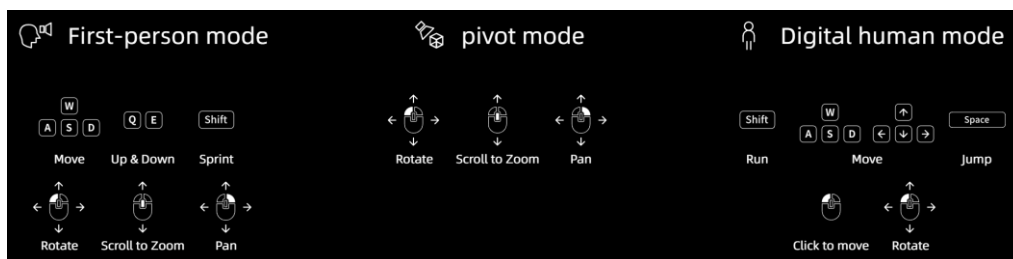 First-person mode
W
A S D
Q E
Shift
Move
Up & Down
Sprint
Rotate
Scroll to Zoom
Pan
pivot mode
Rotate
Scroll to Zoom
Pan
Digital human mode
Shift
W
A S D
↑
← ↓ →
Space
Run
Move
Jump
Click to move
Rotate